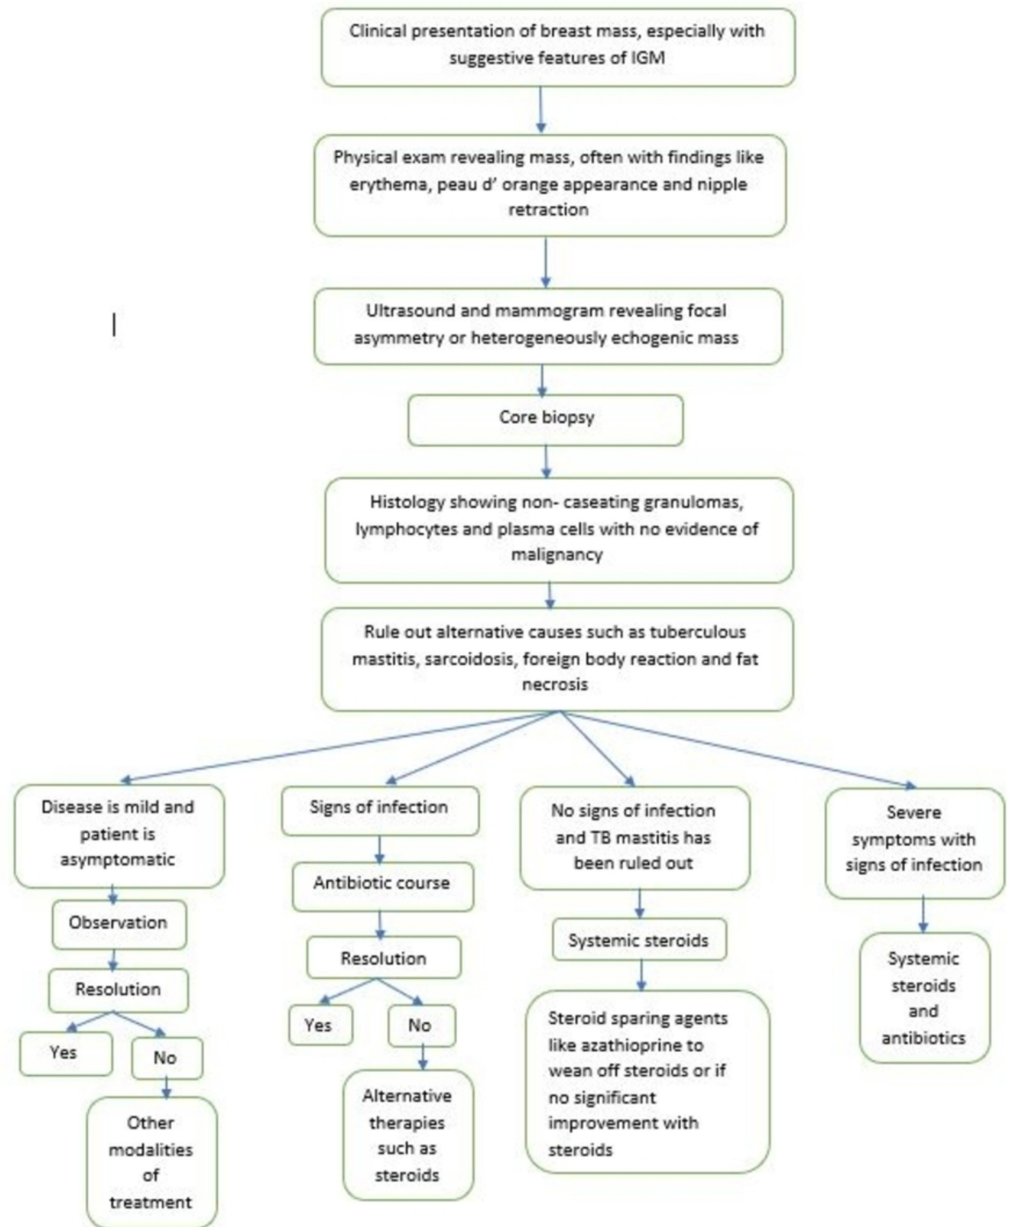 Clinical presentation of breast mass, especially with
suggestive features of IGM
Physical exam revealing mass, often with findings like
erythema, peau d' orange appearance and nipple
retraction
Ultrasound and mammogram revealing focal
asymmetry or heterogeneously echogenic mass
Core biopsy
Histology showing non- caseating granulomas,
lymphocytes and plasma cells with no evidence of
malignancy
Rule out alternative causes such as tuberculous
mastitis, sarcoidosis, foreign body reaction and fat
necrosis
Disease is mild and
patient is
asymptomatic
Observation
Resolution
Yes
No
Other
modalities
of
treatment
Signs of infection
Antibiotic course
Resolution
Yes
No
Alternative
therapies
such as
steroids
No signs of infection
and TB mastitis has
been ruled out
Systemic steroids
Steroid sparing agents
like azathioprine to
wean off steroids or if
no significant
improvement with
steroids
Severe
symptoms with
signs of infection
Systemic
steroids
and
antibiotics